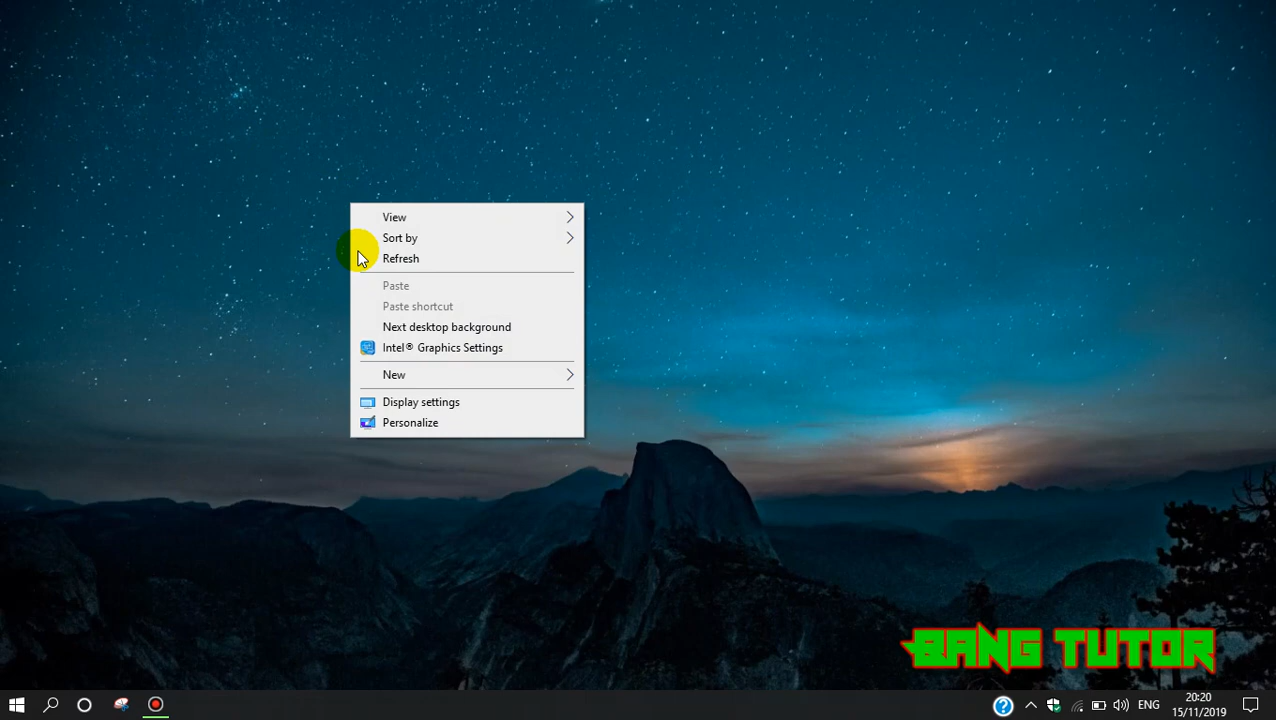 View
Sort by
Refresh
Paste
Paste shortcut
Next desktop background
Intel® Graphics Settings
New
Display settings
Personalize
BANG TUTOR
ENG
20:20
15/11/2019